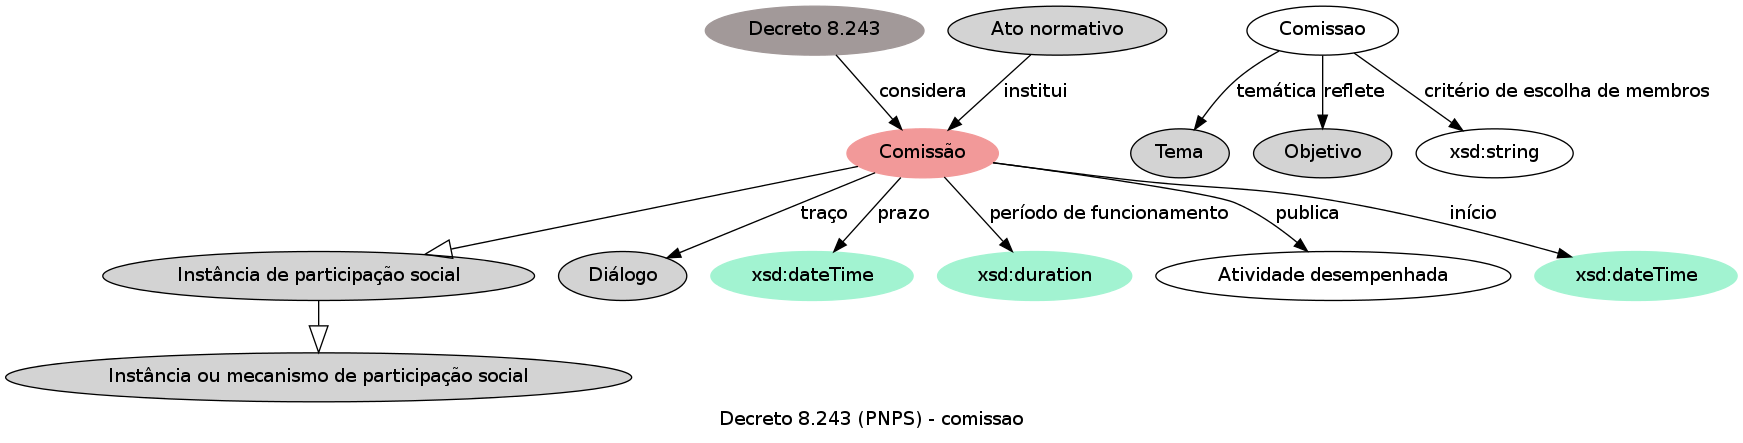 Decreto 8.243
Ato normativo
Comissao
considera
institui
temática
reflete
critério de escolha de membros
Comissão
Tema
Objetivo
xsd:string
traço
prazo
período de funcionamento
publica
início
Instância de participação social
Diálogo
xsd:dateTime
xsd:duration
Atividade desempenhada
xsd:dateTime
Instância ou mecanismo de participação social
Decreto 8.243 (PNPS) - comissao